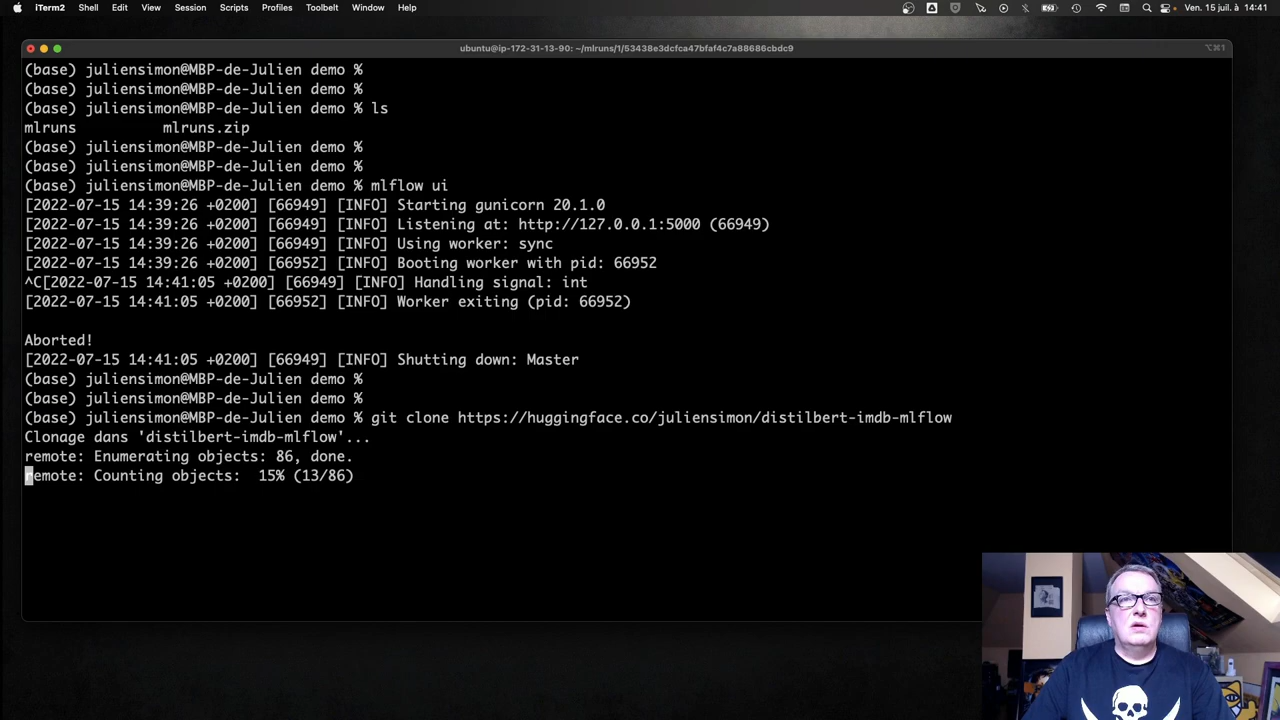 iTerm2 Shell Edit View Session Scripts Profiles Toolbelt Window Help Ven. 15 juil. à 14:41
ubuntu@ip-172-31-13-90: ~/mlruns/1/53438e3dcfca47bfaf4c7a88686cbdc9 ⌥⌘1
(base) juliensimon@MBP-de-Julien demo %
(base) juliensimon@MBP-de-Julien demo %
(base) juliensimon@MBP-de-Julien demo % ls
mlruns mlruns.zip
(base) juliensimon@MBP-de-Julien demo %
(base) juliensimon@MBP-de-Julien demo %
(base) juliensimon@MBP-de-Julien demo % mlflow ui
[2022-07-15 14:39:26 +0200] [66949] [INFO] Starting gunicorn 20.1.0
[2022-07-15 14:39:26 +0200] [66949] [INFO] Listening at: http://127.0.0.1:5000 (66949)
[2022-07-15 14:39:26 +0200] [66949] [INFO] Using worker: sync
[2022-07-15 14:39:26 +0200] [66952] [INFO] Booting worker with pid: 66952
^C[2022-07-15 14:41:05 +0200] [66949] [INFO] Handling signal: int
[2022-07-15 14:41:05 +0200] [66952] [INFO] Worker exiting (pid: 66952)
Aborted!
[2022-07-15 14:41:05 +0200] [66949] [INFO] Shutting down: Master
(base) juliensimon@MBP-de-Julien demo %
(base) juliensimon@MBP-de-Julien demo %
(base) juliensimon@MBP-de-Julien demo % git clone https://huggingface.co/juliensimon/distilbert-imdb-mlflow
Clonage dans 'distilbert-imdb-mlflow'...
remote: Enumerating objects: 86, done.
remote: Counting objects: 15% (13/86)